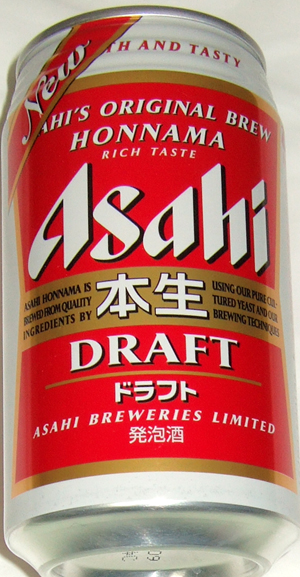 New
TH AND TASTY
AHI'S ORIGINAL BREW
HONNAMA
RICH TASTE
Asahi
ASAHI HONNAMA IS
BREWED FROM QUALITY
INGREDIENTS BY
本生
USING OUR PURE CUL-
TURED YEAST AND OUR
BREWING TECHNIQUES
DRAFT
ドラフト
ASAHI BREWERIES LIMITED
発泡酒